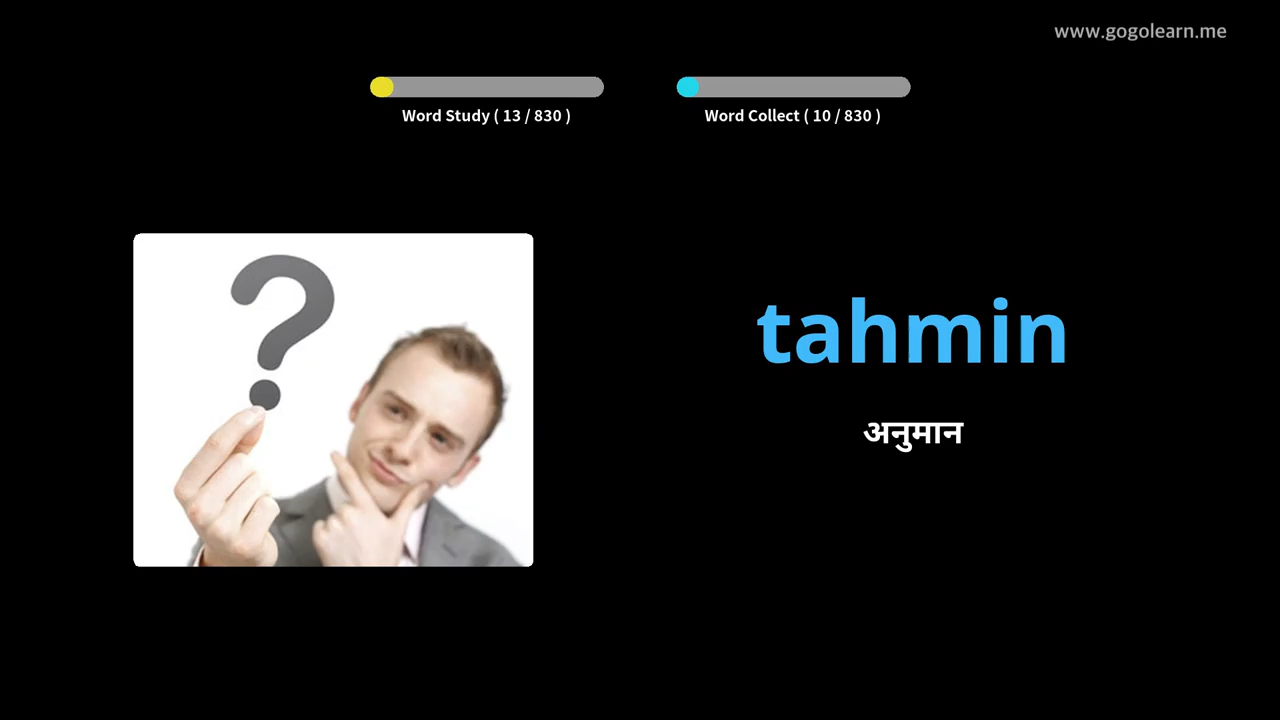 www.gogolearn.me
Word Study ( 13 / 830 )
Word Collect ( 10 / 830 )
tahmin
अनुमान